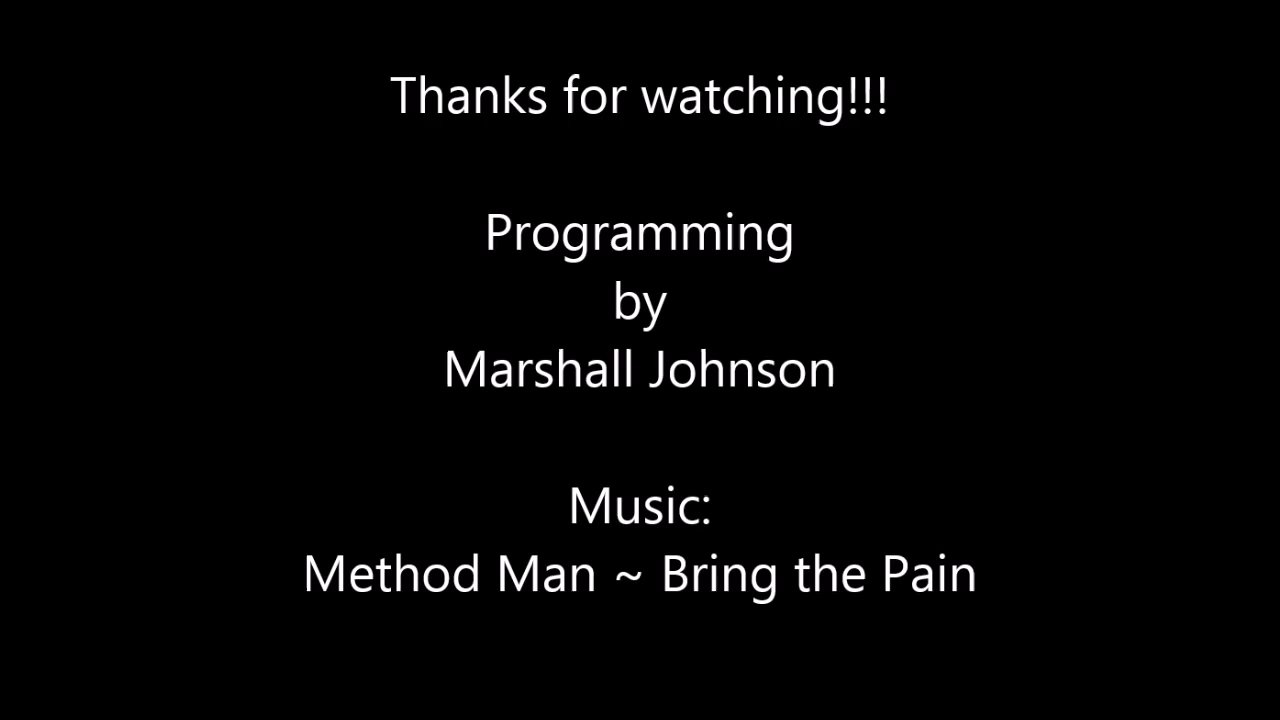 Thanks for watching!!!
Programming
by
Marshall Johnson
Music:
Method Man ~ Bring the Pain